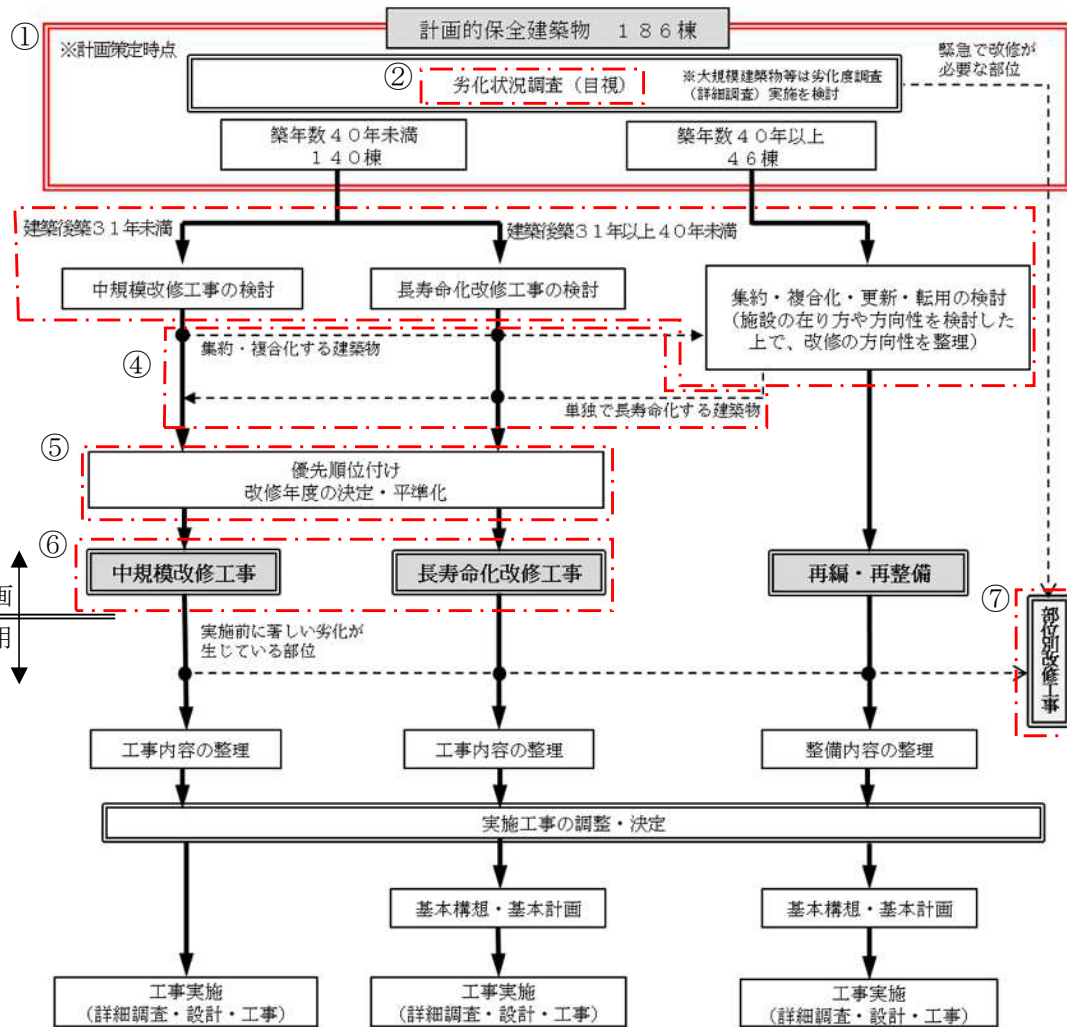 ①
計画的保全建築物 １８６棟
※計画策定時点
緊急で改修が
必要な部位
②
劣化状況調査（目視）
※大規模建築物等は劣化度調査
（詳細調査）実施を検討
築年数４０年未満
１４０棟
築年数４０年以上
４６棟
建築後築３１年未満
建築後築３１年以上４０年未満
中規模改修工事の検討
長寿命化改修工事の検討
集約・複合化・更新・転用の検討
（施設の在り方や方向性を検討した
上で、改修の方向性を整理）
集約・複合化する建築物
④
単独で長寿命化する建築物
⑤
優先順位付け
改修年度の決定・平準化
⑥
中規模改修工事
長寿命化改修工事
再編・再整備
⑦
画
用
部位別改修工事
実施前に著しい劣化が
生じている部位
工事内容の整理
工事内容の整理
整備内容の整理
実施工事の調整・決定
基本構想・基本計画
基本構想・基本計画
工事実施
（詳細調査・設計・工事）
工事実施
（詳細調査・設計・工事）
工事実施
（詳細調査・設計・工事）